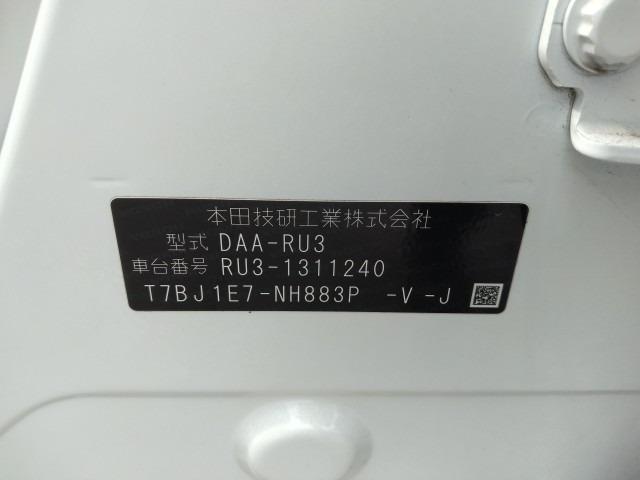 本田技研工業株式会社
型式 DAA-RU3
車台番号 RU3-1311240
T7BJ1E7-NH883P -V -J